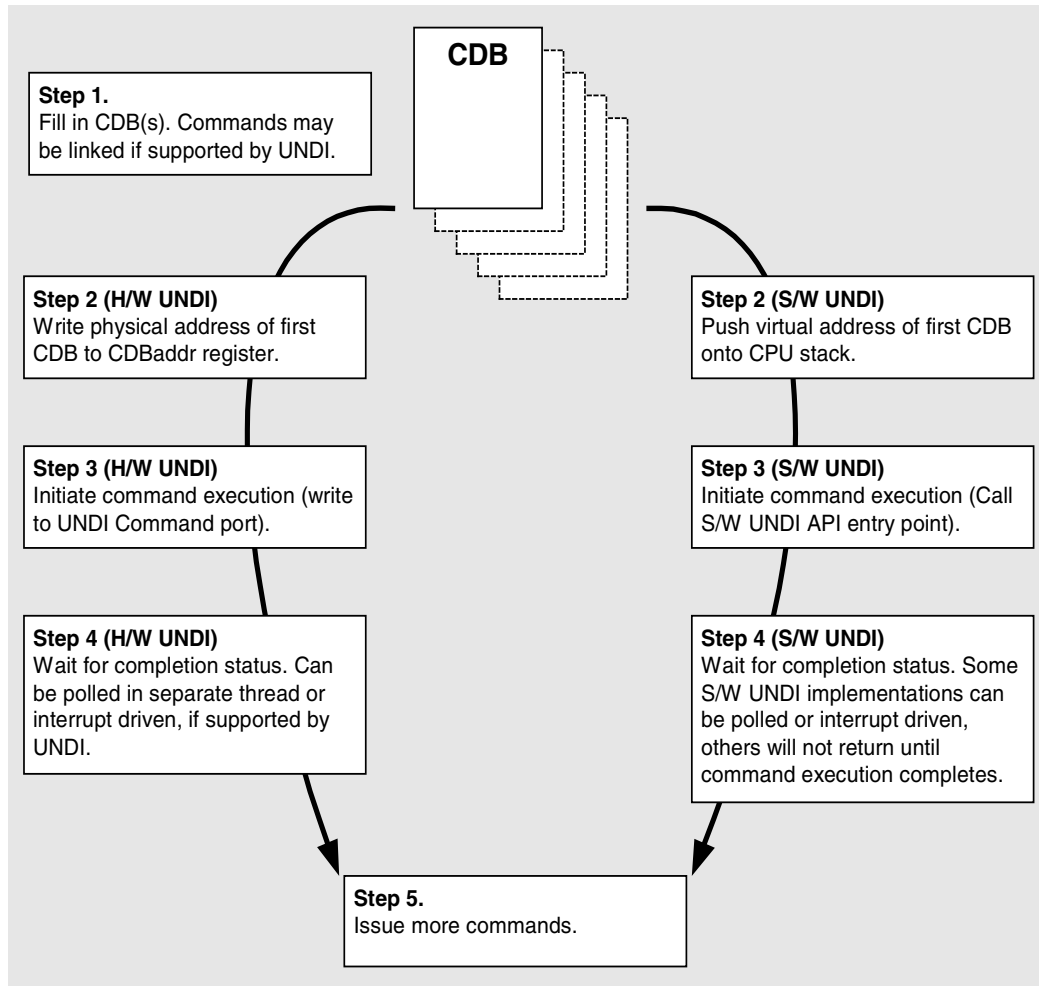 CDB
Step 1.
Fill in CDB(s). Commands may
be linked if supported by UNDI.
Step 2 (H/W UNDI)
Write physical address of first
CDB to CDBaddr register.
Step 2 (S/W UNDI)
Push virtual address of first CDB
onto CPU stack.
Step 3 (H/W UNDI)
Initiate command execution (write
to UNDI Command port).
Step 3 (S/W UNDI)
Initiate command execution (Call
S/W UNDI API entry point).
Step 4 (H/W UNDI)
Wait for completion status. Can
be polled in separate thread or
interrupt driven, if supported by
UNDI.
Step 4 (S/W UNDI)
Wait for completion status. Some
S/W UNDI implementations can
be polled or interrupt driven,
others will not return until
command execution completes.
Step 5.
Issue more commands.